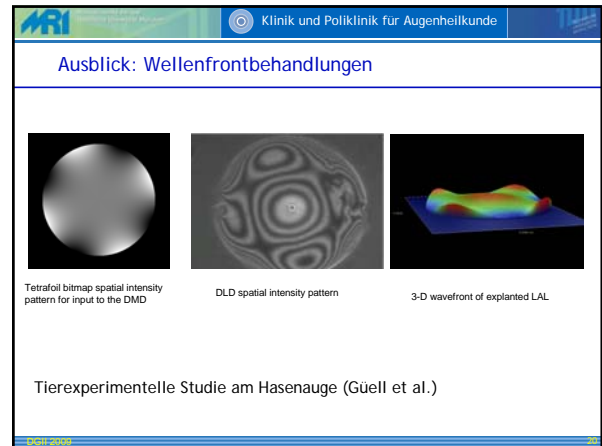 MRI
Klinik und Poliklinik für Augenheilkunde
Ausblick: Wellenfrontbehandlungen
Tetrafoil bitmap spatial intensity
pattern for input to the DMD
DLD spatial intensity pattern
3-D wavefront of explanted LAL
Tierexperimentelle Studie am Hasenauge (Güell et al.)
DGII 2009
20